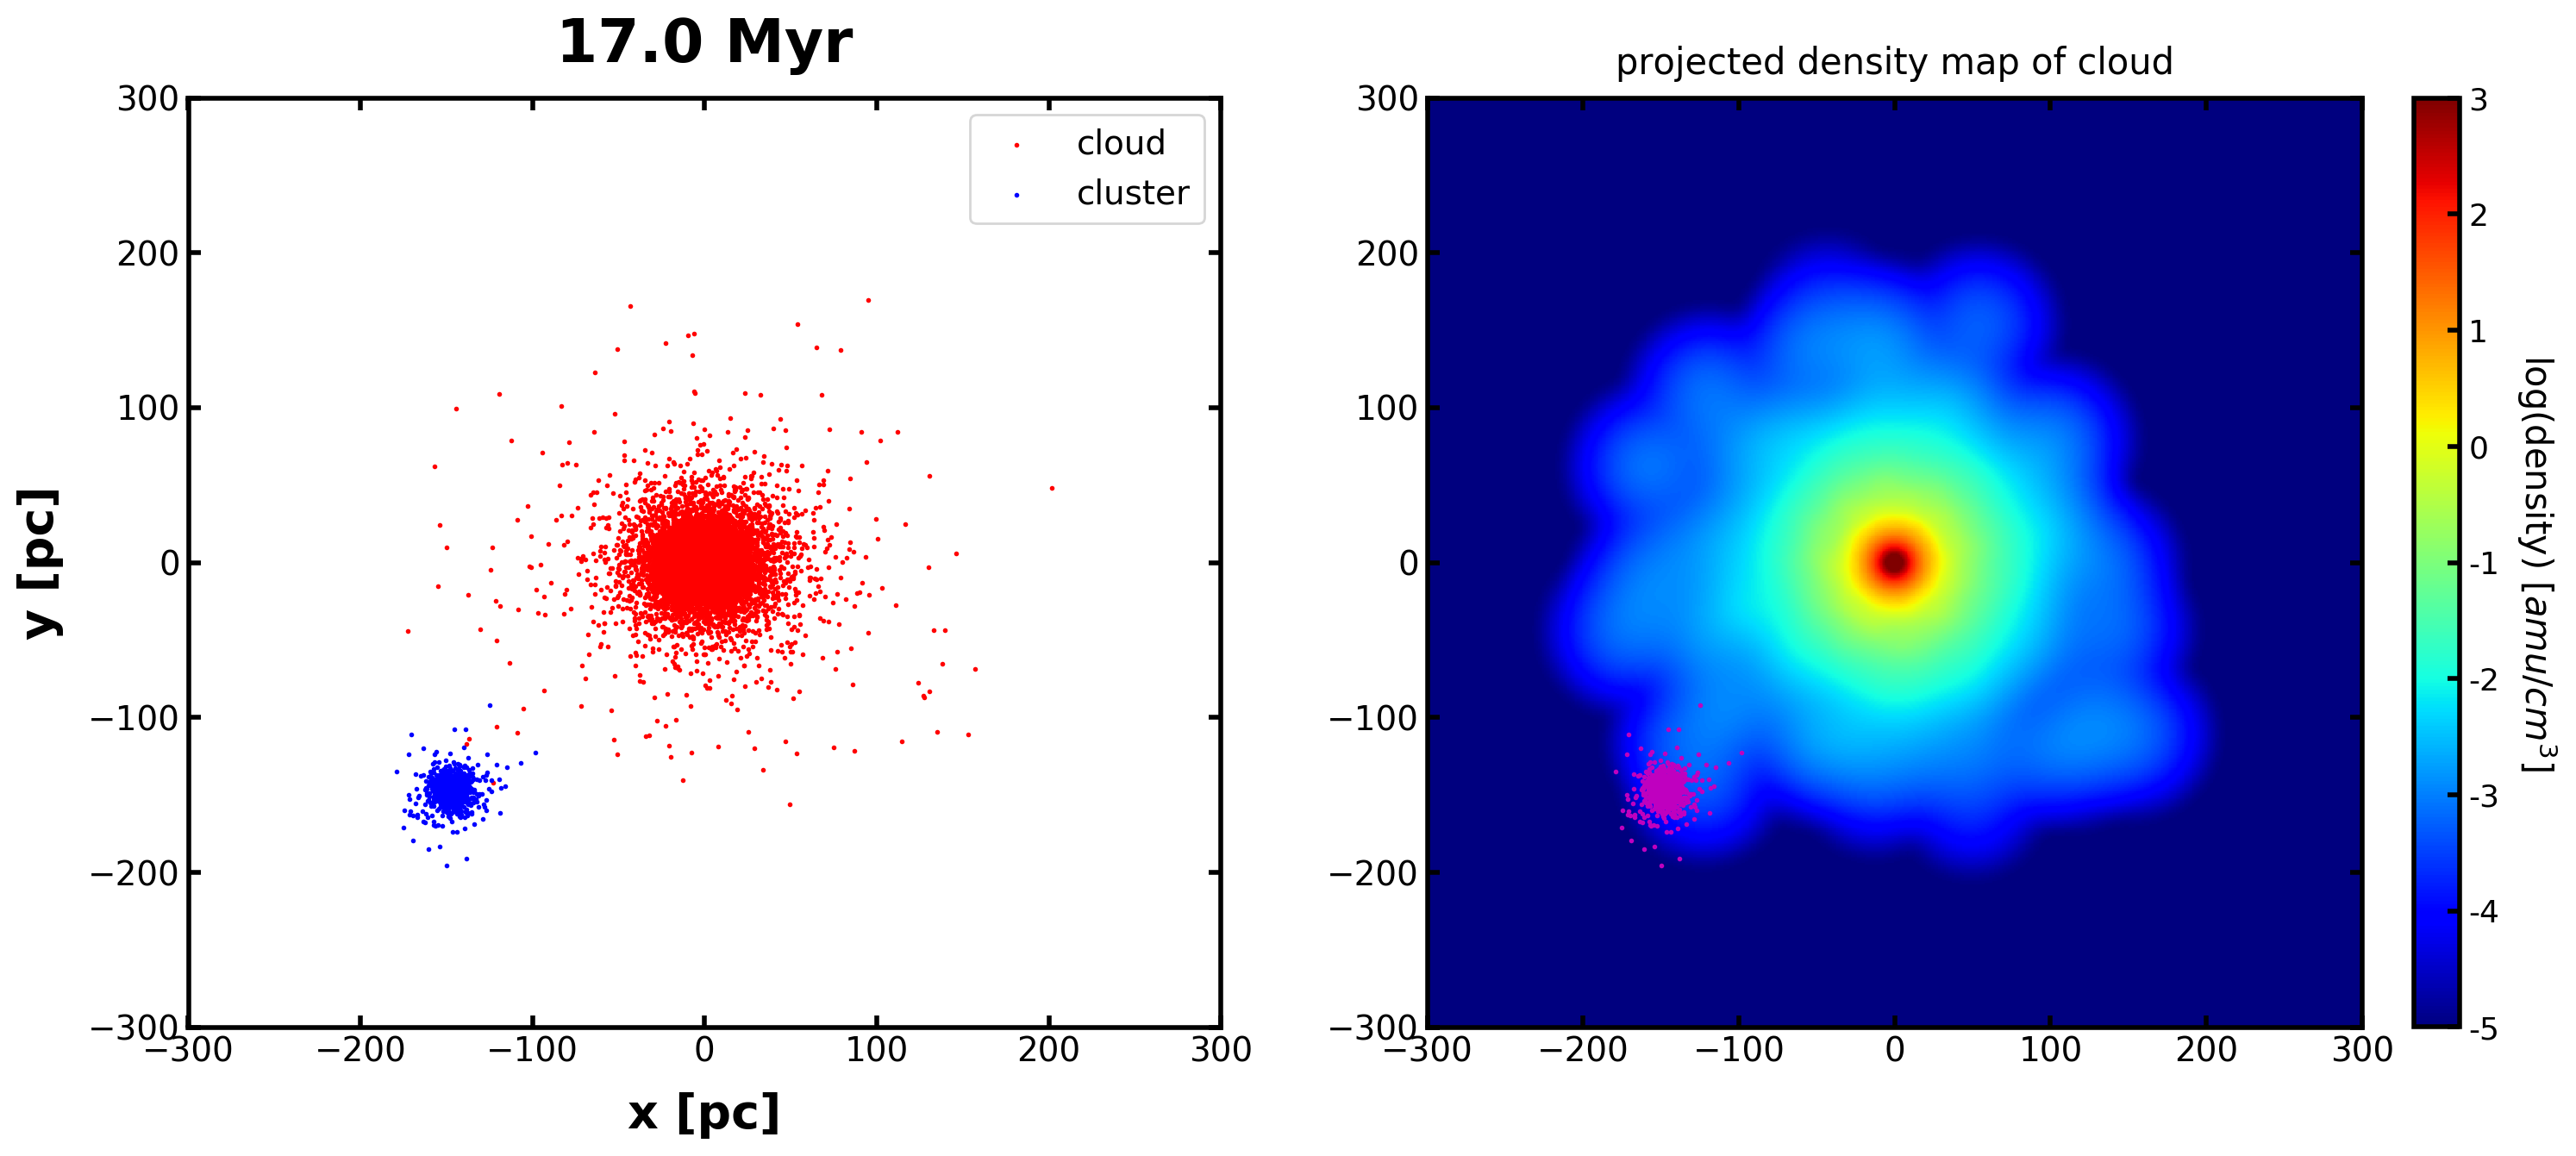 17.0 Myr
projected density map of cloud
cloud
cluster
300
200
100
0
−100
−200
−300
y [pc]
−300 −200 −100 0 100 200 300
x [pc]
300
200
100
0
−100
−200
−300
−300 −200 −100 0 100 200 300
3
2
1
0
-1
-2
-3
-4
-5
log(density) [amu/cm³]